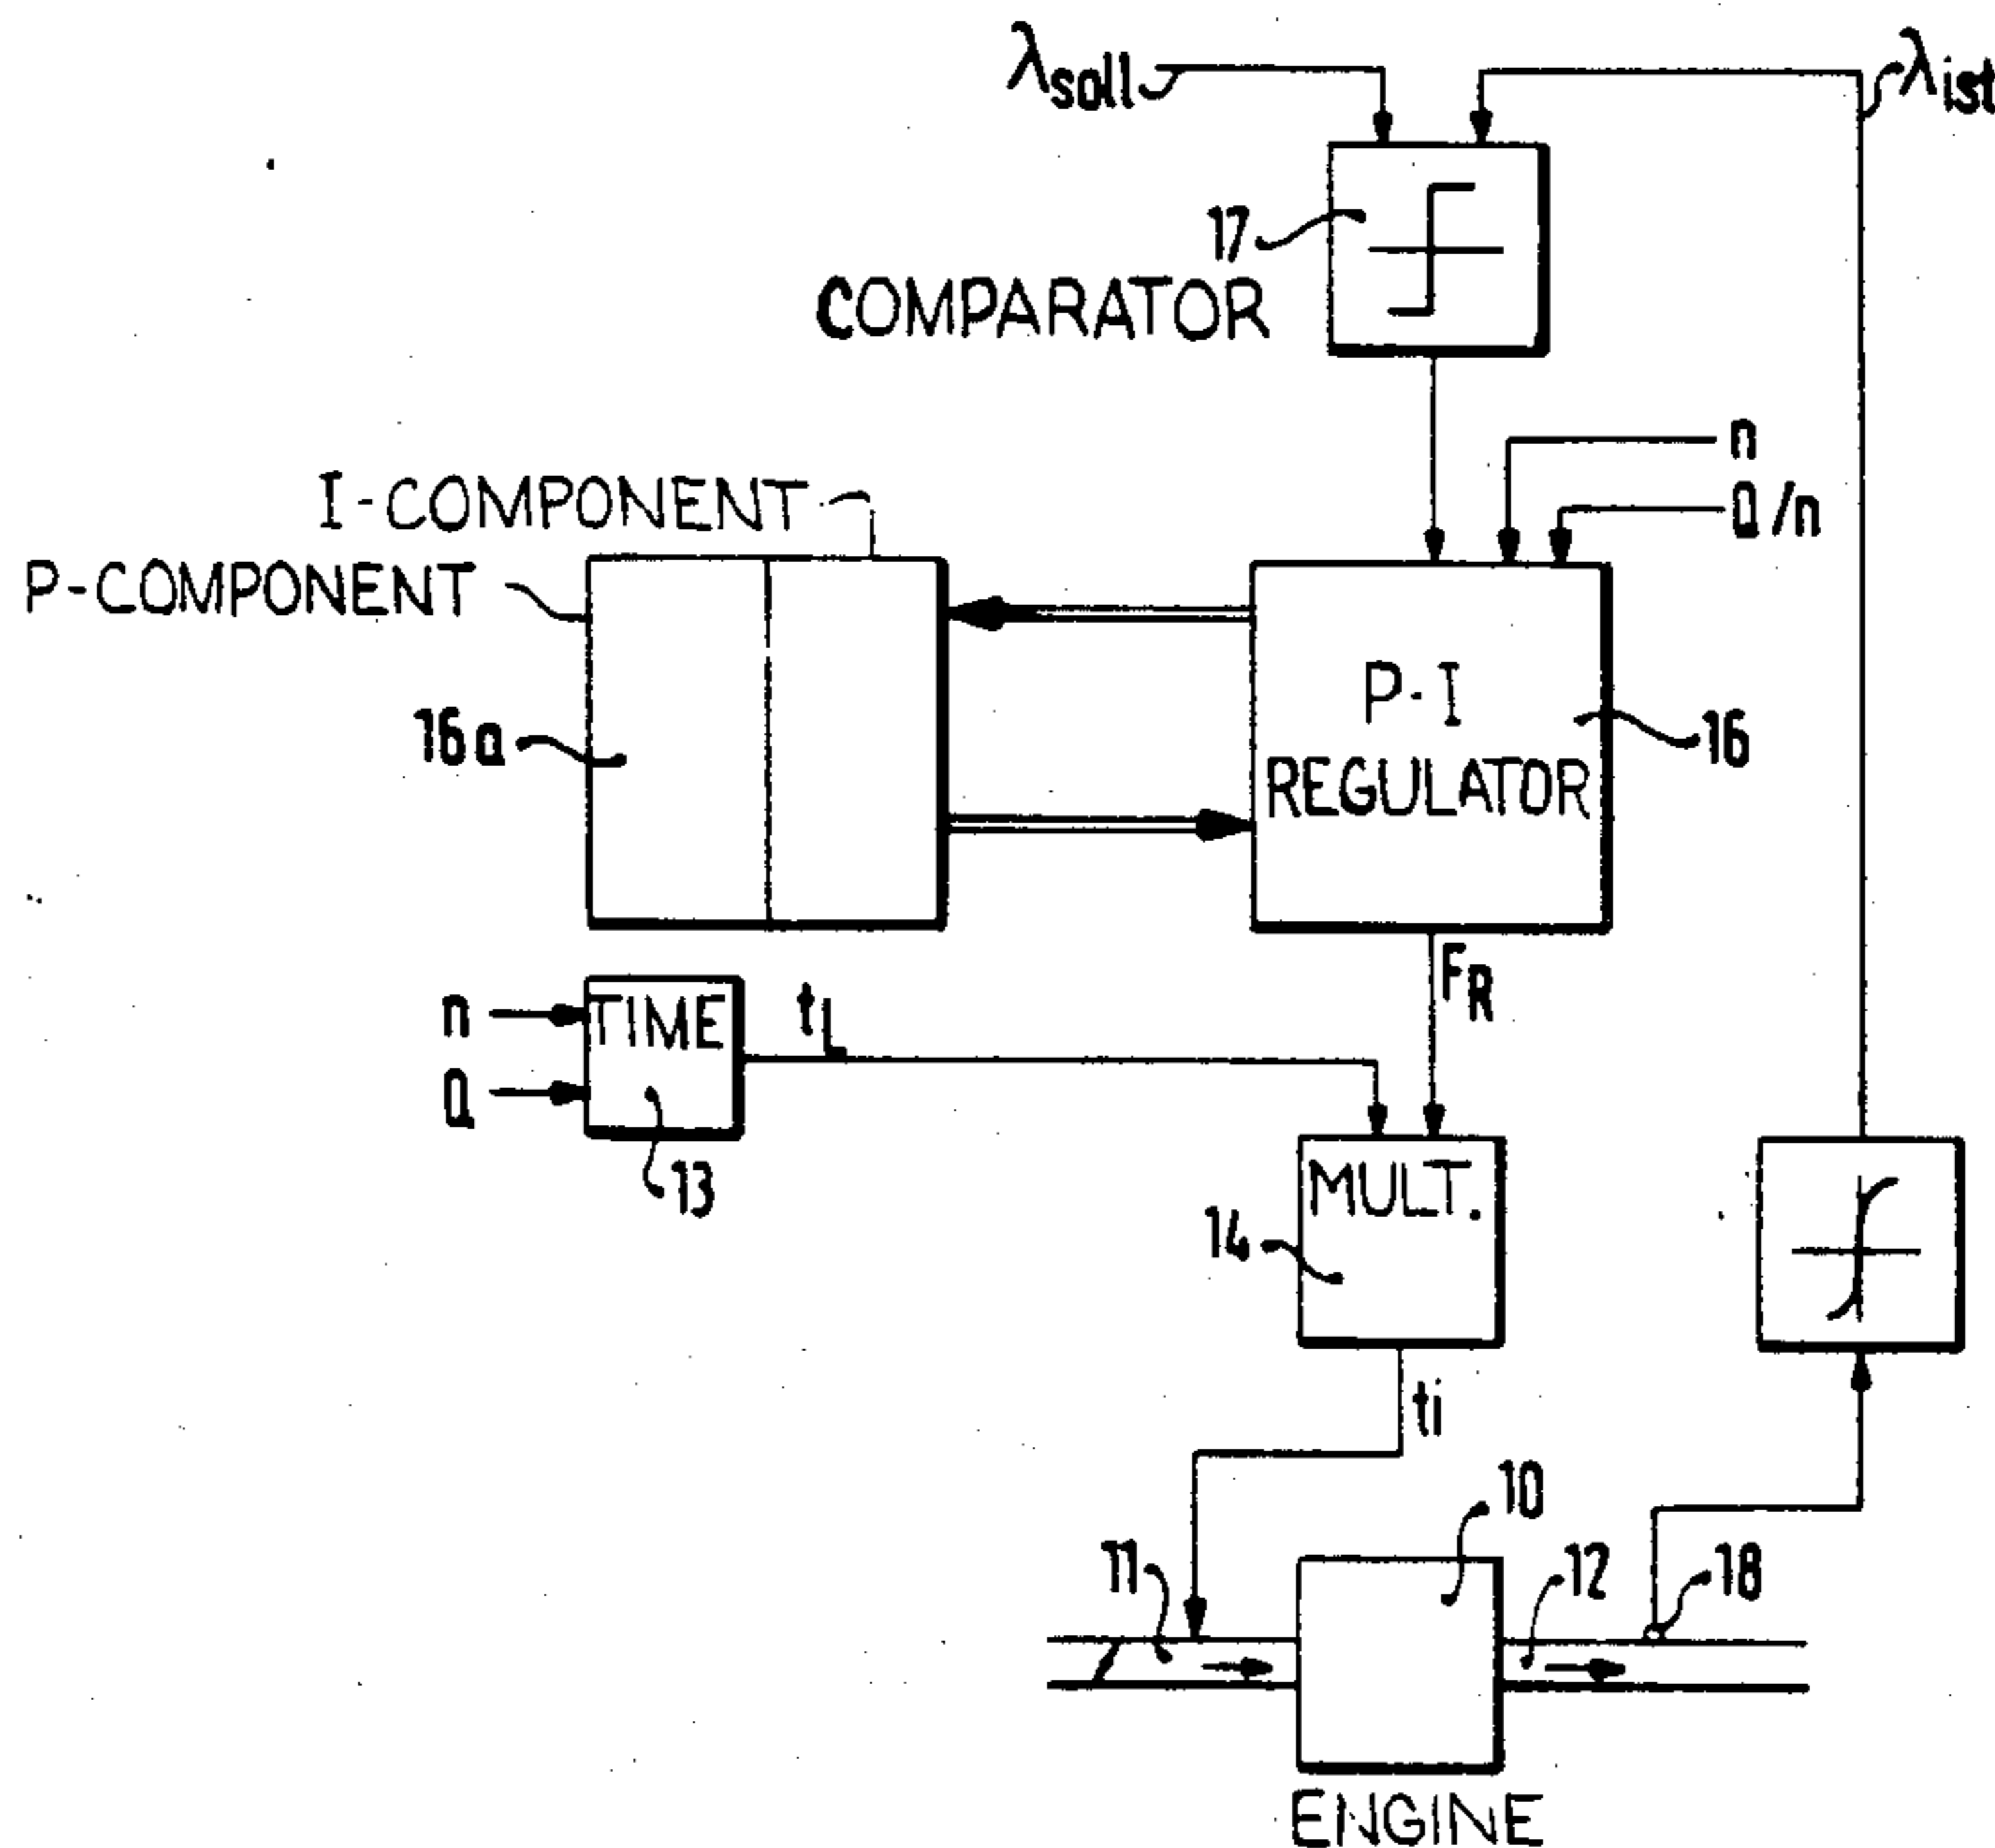 λsoll
λist
17
COMPARATOR
n
Q/n
I-COMPONENT
P-COMPONENT
16a
P-I
REGULATOR
16
FR
n
Q
TIME
tL
13
MULT.
14
ti
10
11
12
18
ENGINE